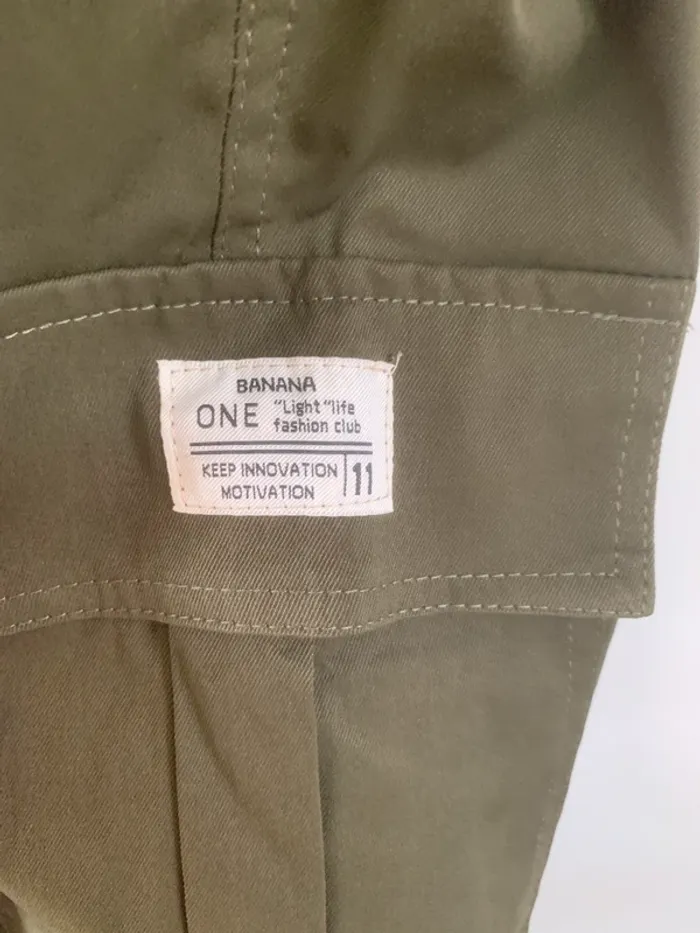 BANANA
ONE "Light "life
fashion club
KEEP INNOVATION 11
MOTIVATION